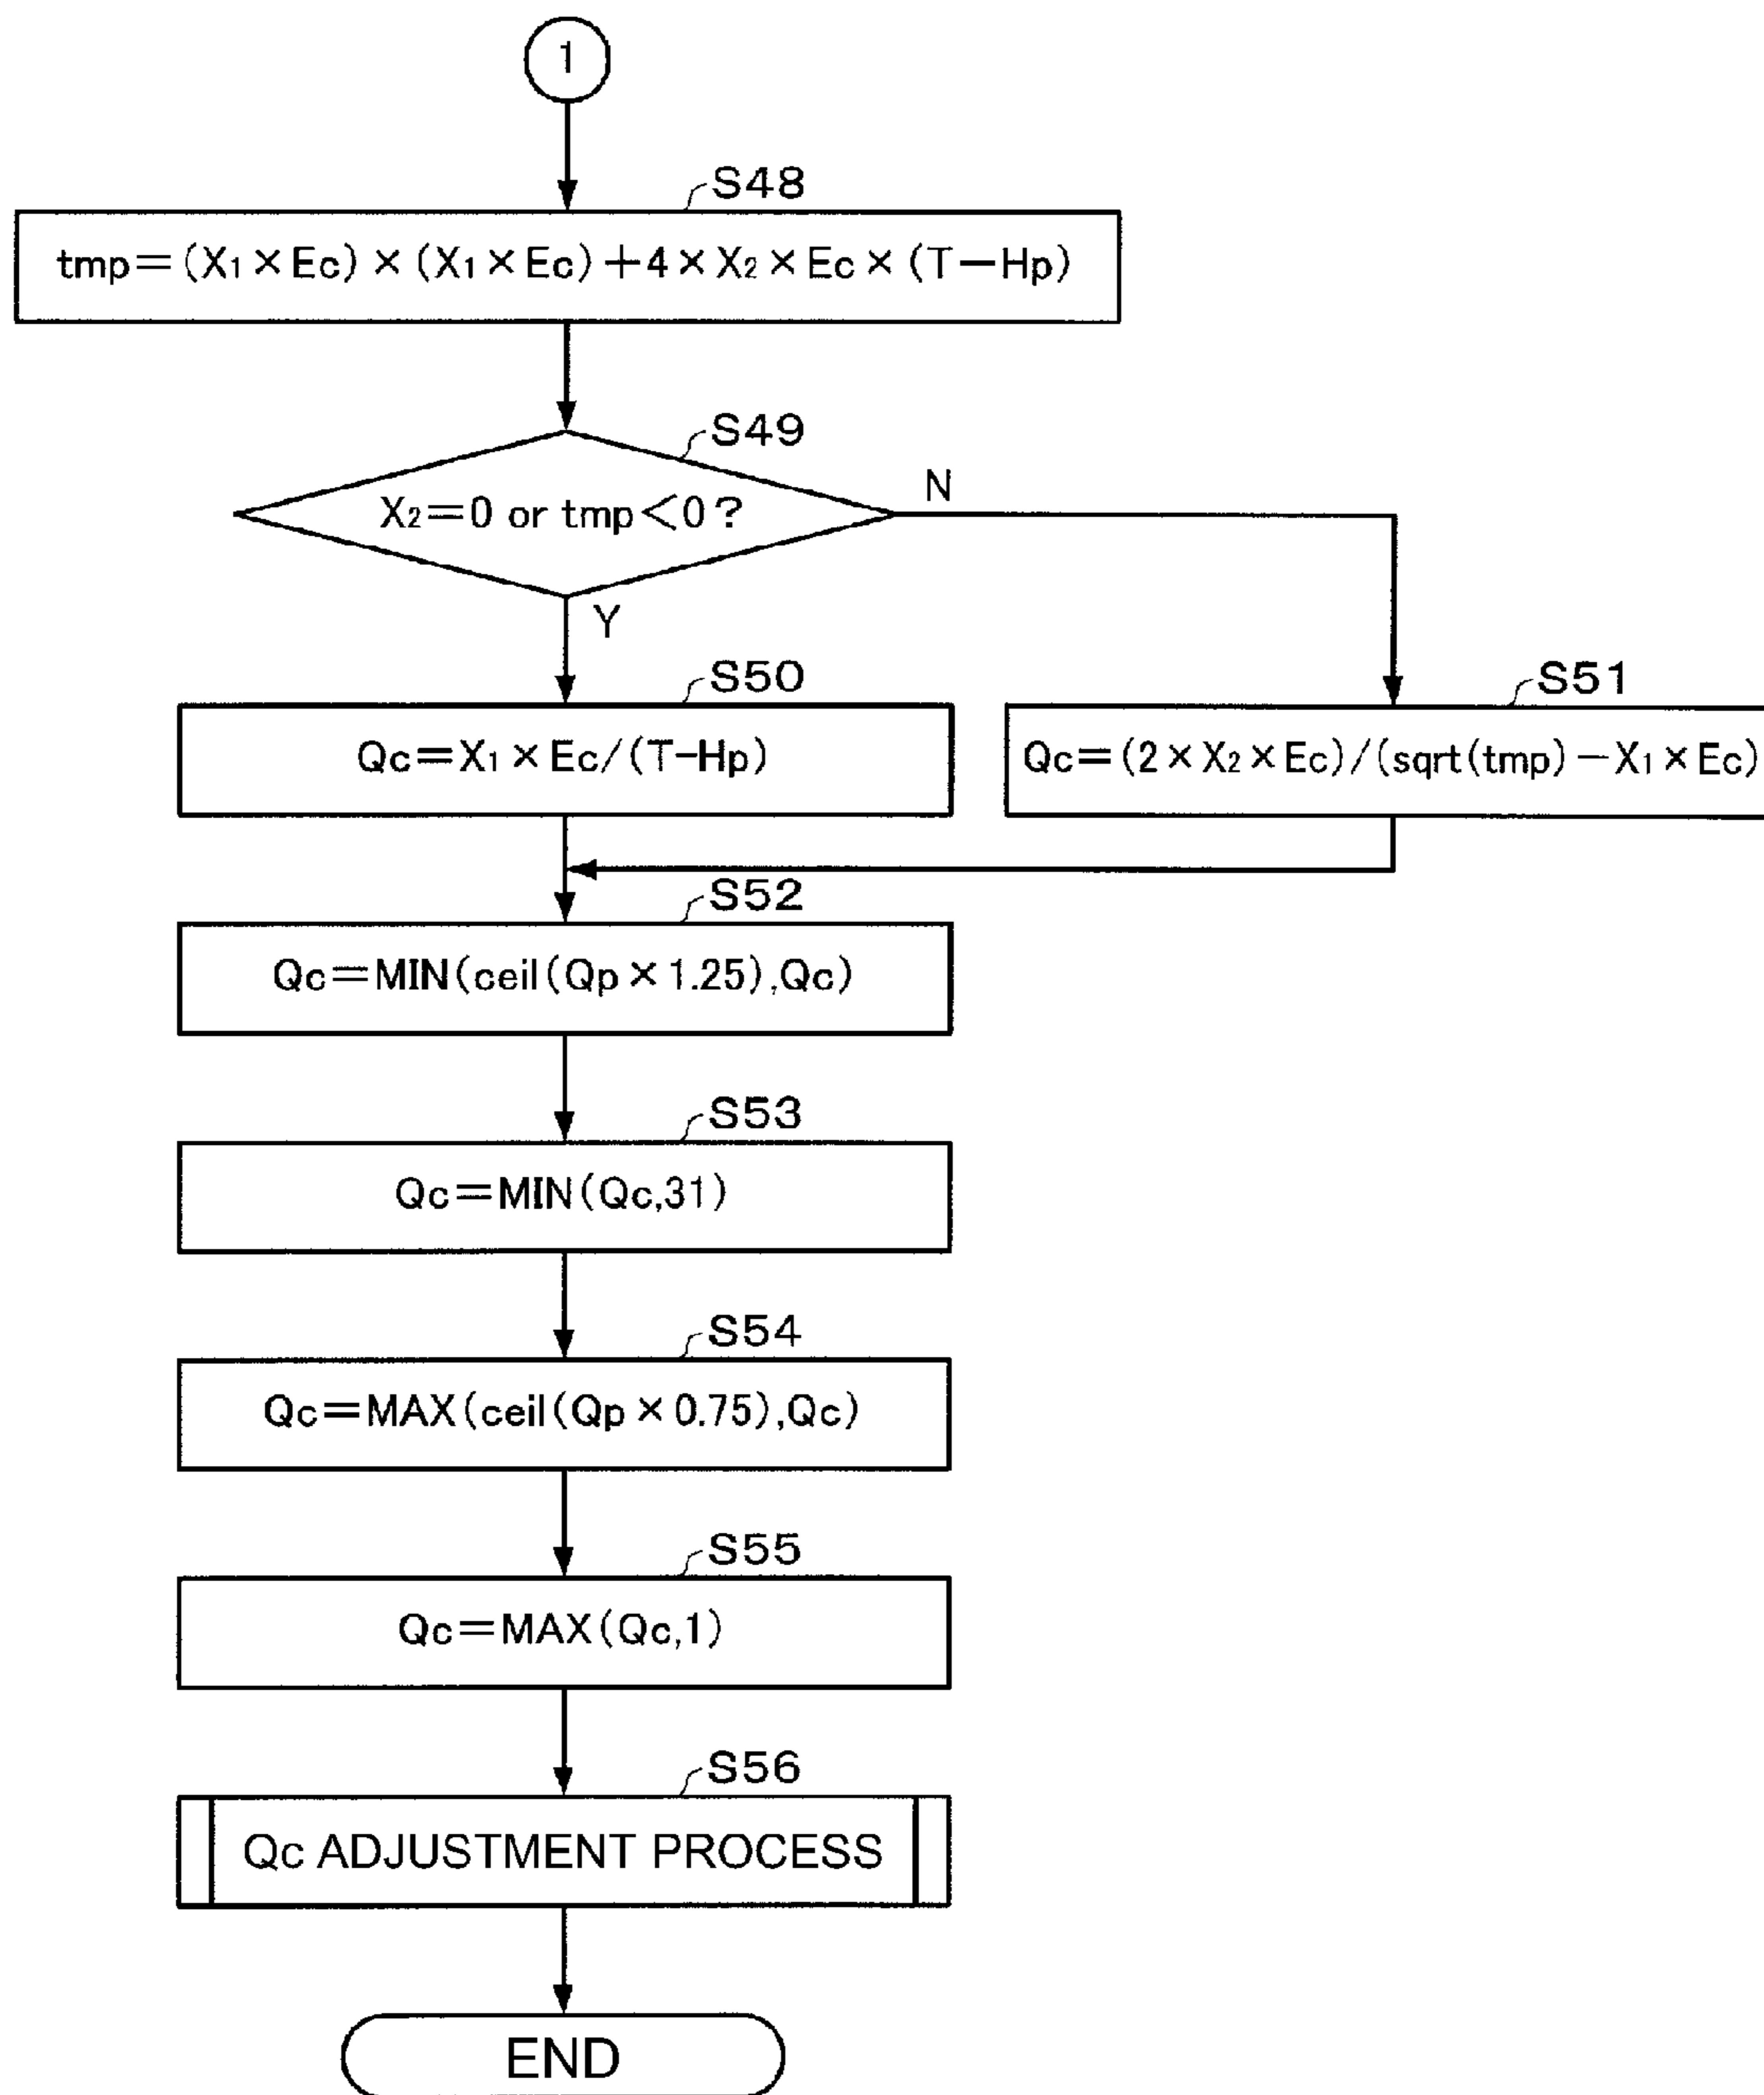 1
S48
tmp=(X₁×Ec)×(X₁×Ec)+4×X₂×Ec×(T−Hp)
S49
X₂=0 or tmp<0?
N
Y
S50
Qc=X₁×Ec/(T-Hp)
S51
Qc=(2×X₂×Ec)/(sqrt(tmp)−X₁×Ec)
S52
Qc=MIN(ceil(Qp×1.25),Qc)
S53
Qc=MIN(Qc,31)
S54
Qc=MAX(ceil(Qp×0.75),Qc)
S55
Qc=MAX(Qc,1)
S56
Qc ADJUSTMENT PROCESS
END